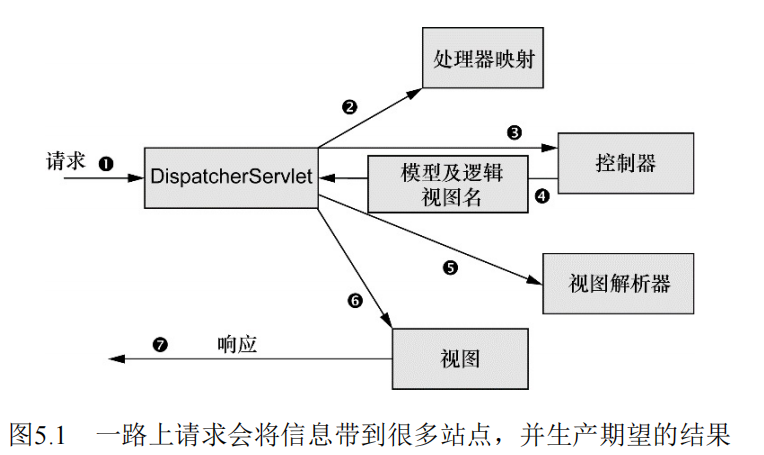 处理器映射
❷
❸
请求 ❶
DispatcherServlet
模型及逻辑
视图名
控制器
❹
❺
视图解析器
❻
❼
响应
视图
图5.1 一路上请求会将信息带到很多站点，并生产期望的结果